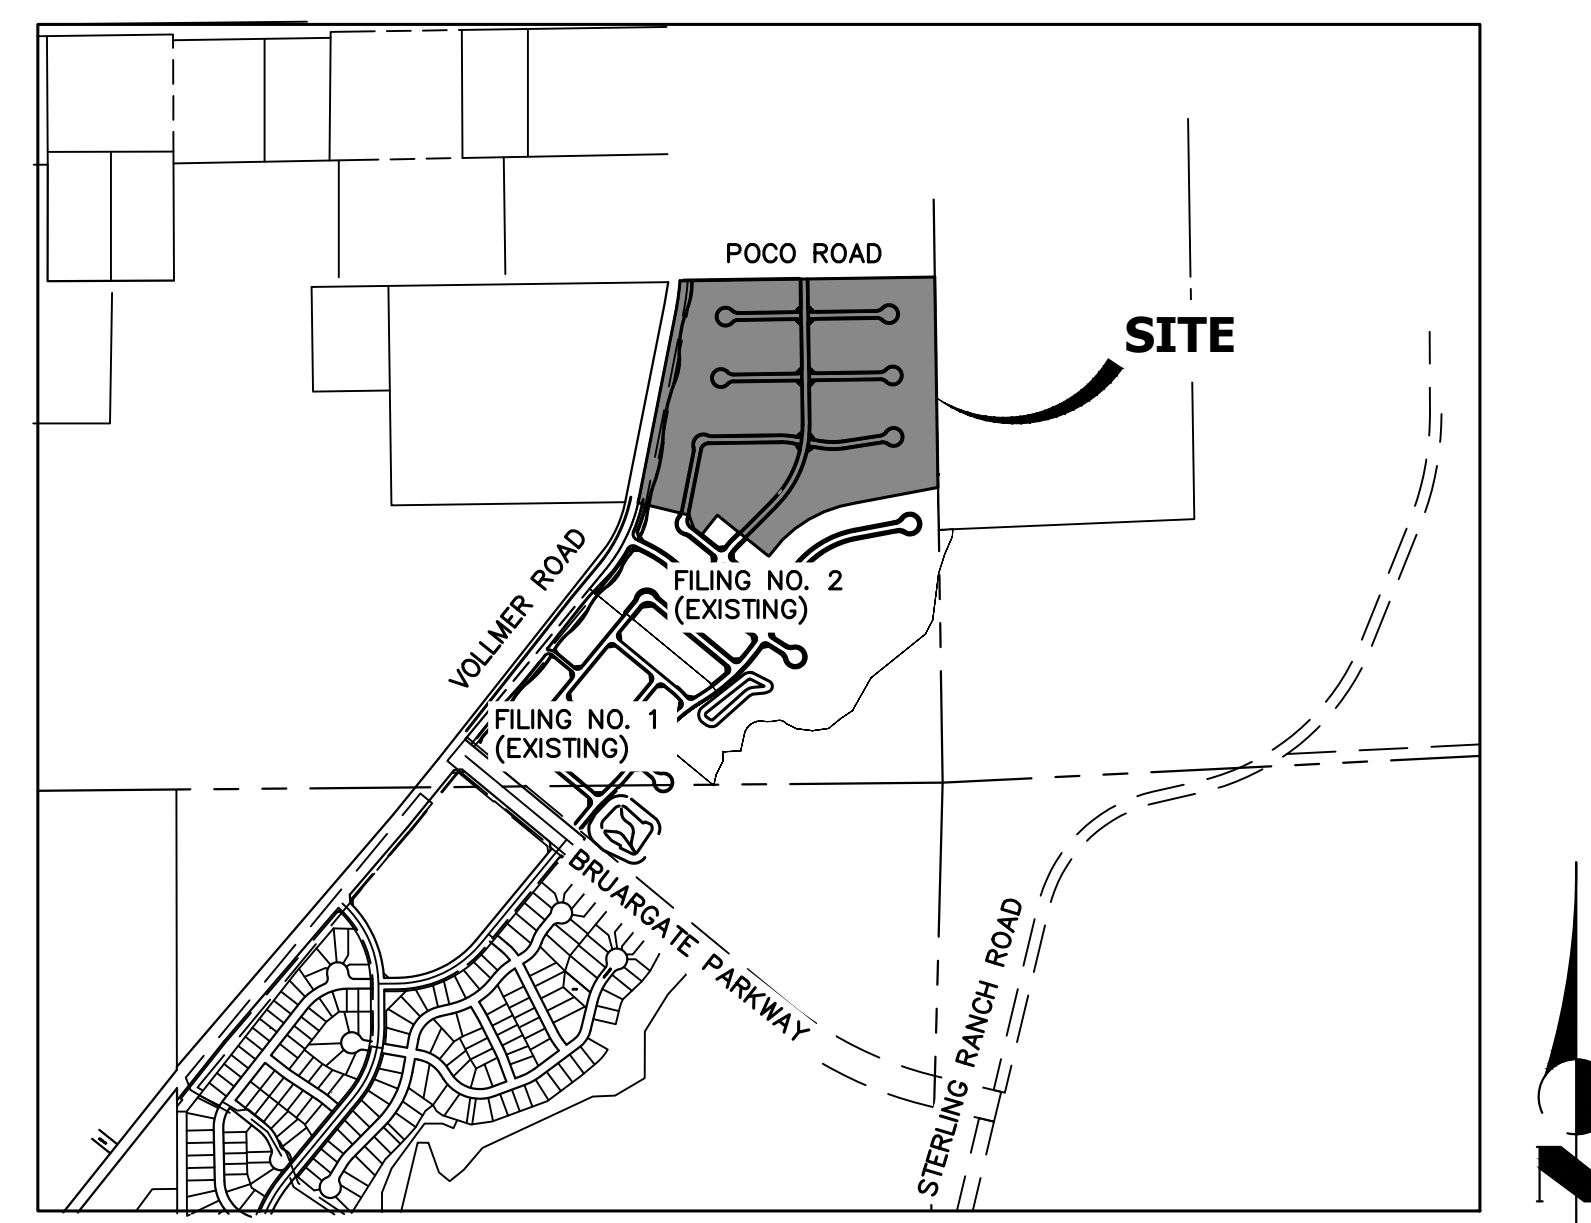 POCO ROAD
SITE
VOLLMER ROAD
FILING NO. 2
(EXISTING)
FILING NO. 1
(EXISTING)
BRUARGATE PARKWAY
STERLING RANCH ROAD
N